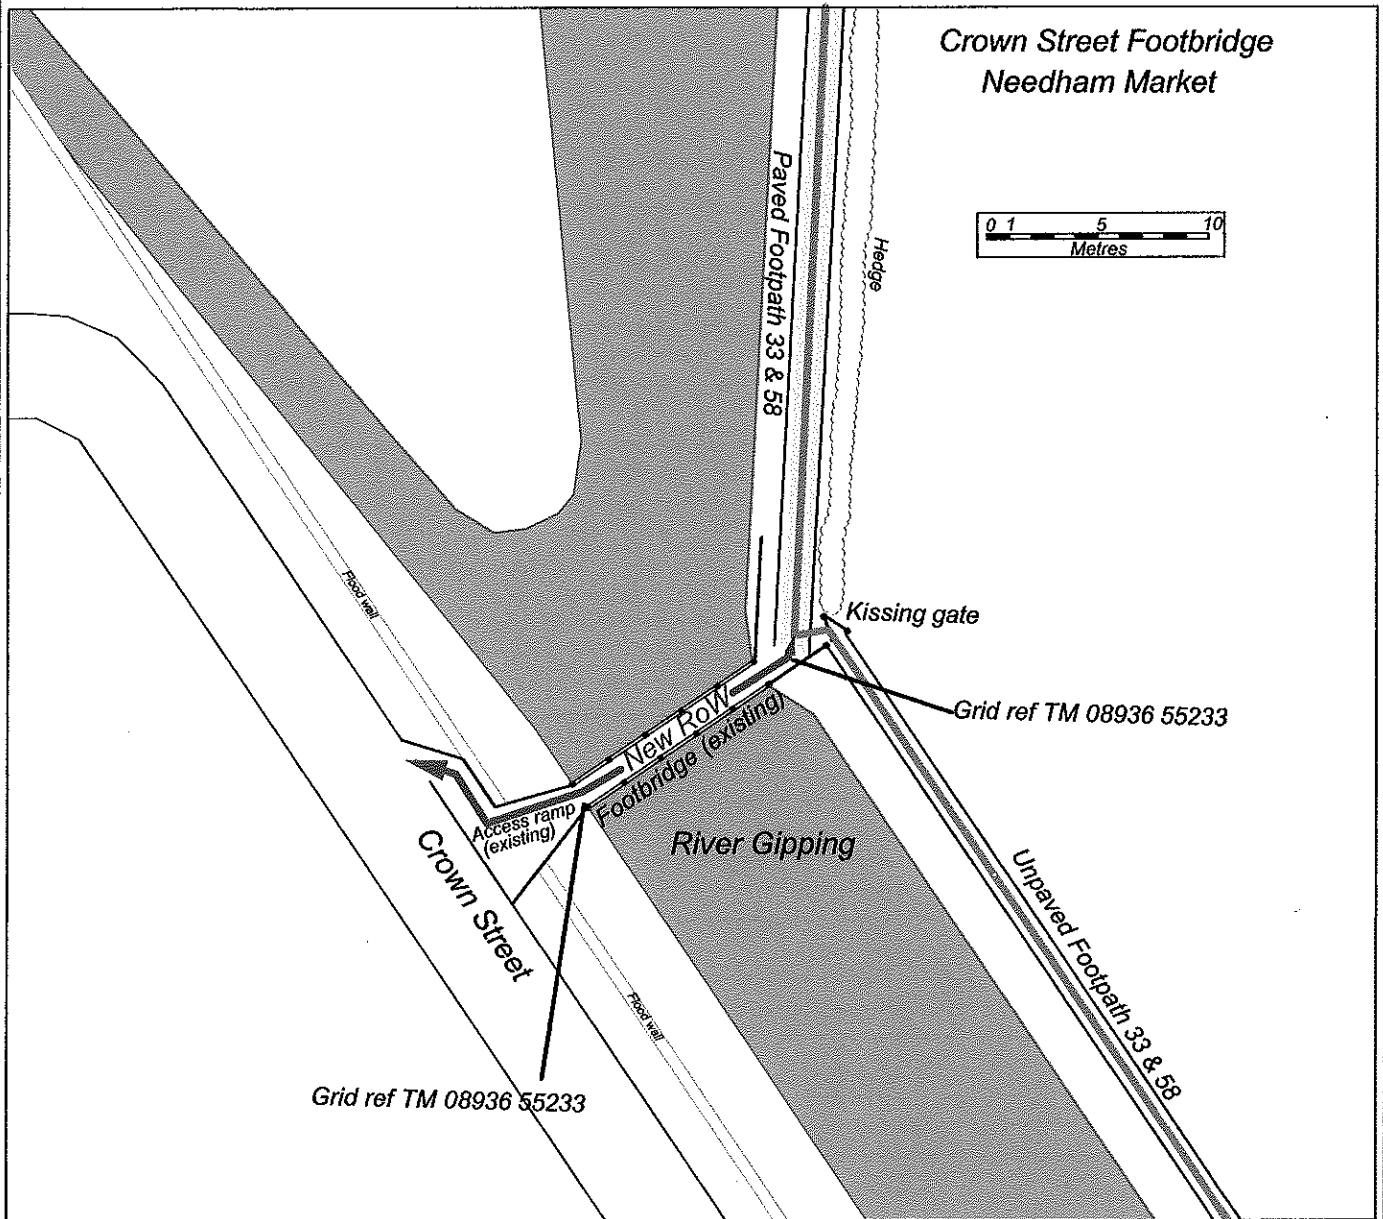 Crown Street Footbridge
Needham Market
Paved Footpath 33 & 58
Hedge
0 1 5 10
Metres
Flood wall
Kissing gate
Grid ref TM 08936 55233
New RoW
Footbridge (existing)
Access ramp
(existing)
River Gipping
Crown Street
Unpaved Footpath 33 & 58
Flood wall
Grid ref TM 08936 55233